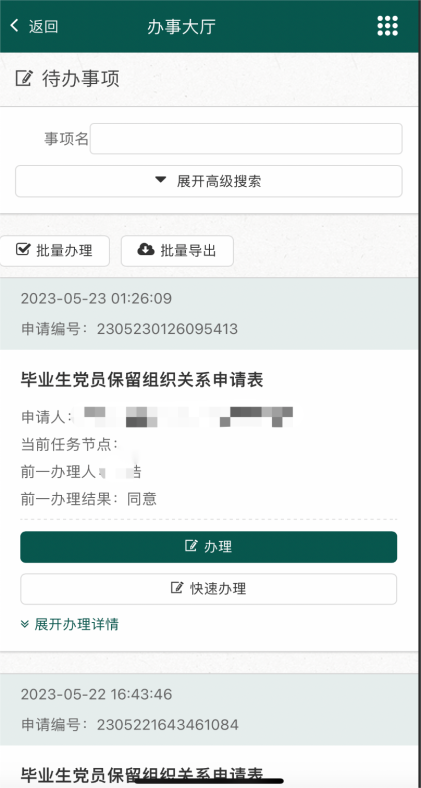 返回
办事大厅
待办事项
事项名
展开高级搜索
批量办理
批量导出
2023-05-23 01:26:09
申请编号：2305230126095413
毕业生党员保留组织关系申请表
申请人：
当前任务节点：
前一办理人
前一办理结果：同意
办理
快速办理
展开办理详情
2023-05-22 16:43:46
申请编号：2305221643461084
毕业生党员保留组织关系申请表